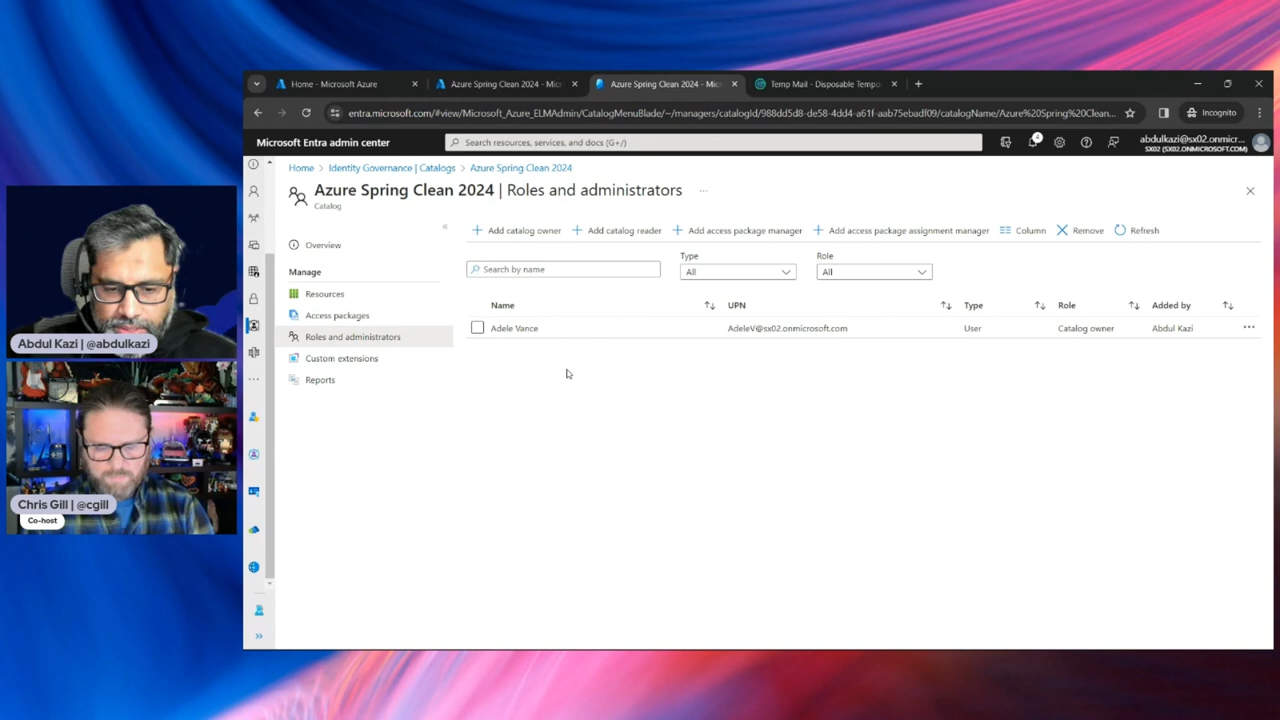 Home - Microsoft Azure
Azure Spring Clean 2024 - Mic
Azure Spring Clean 2024 - Mic
Temp Mail - Disposable Tempo
entra.microsoft.com/#view/Microsoft_Azure_ELMAdmin/CatalogMenuBlade/~/managers/catalogId/988dd5d8-de58-4dd4-a61f-aab75ebadf09/catalogName/Azure%20Spring%20Clean...
Incognito
Microsoft Entra admin center
Search resources, services, and docs (G+/)
4
abdulkazi@sx02.onmicr...
SX02 (SX02.ONMICROSOFT.COM)
Home > Identity Governance | Catalogs > Azure Spring Clean 2024
Azure Spring Clean 2024 | Roles and administrators ...
Catalog
Add catalog owner
Add catalog reader
Add access package manager
Add access package assignment manager
Column
Remove
Refresh
Overview
Manage
Resources
Access packages
Roles and administrators
Custom extensions
Reports
Search by name
Type
All
Role
All
Name
UPN
Type
Role
Added by
Adele Vance
AdeleV@sx02.onmicrosoft.com
User
Catalog owner
Abdul Kazi
Abdul Kazi | @abdulkazi
Chris Gill | @cgill
Co-host